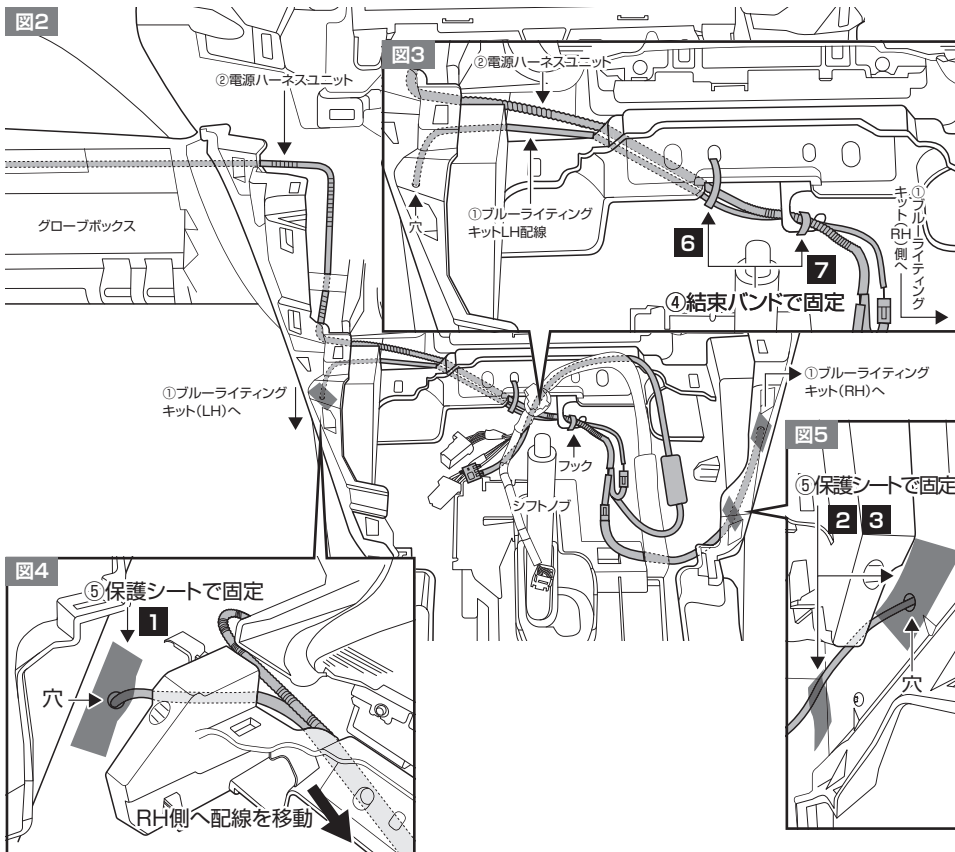 図2
②電源ハーネスユニット
グローブボックス
①ブルーライティング
キット(LH)へ
図3
②電源ハーネスユニット
穴
①ブルーライティング
キットLH配線
6
7
④結束バンドで固定
①ブルーライティング
キット(RH)側へ
フック
シフトノブ
①ブルーライティング
キット(RH)へ
図4
⑤保護シートで固定
1
穴
RH側へ配線を移動
図5
⑤保護シートで固定
2 3
穴